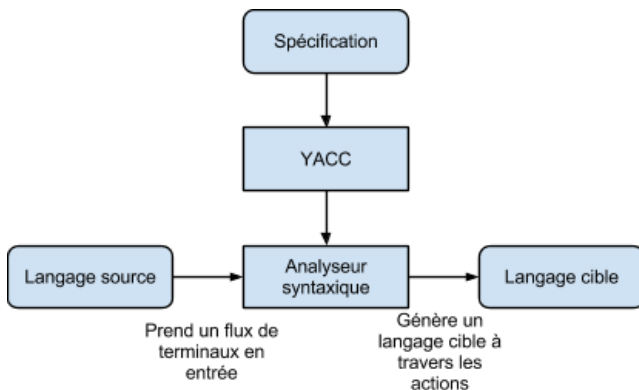 Spécification
YACC
Langage source
Analyseur
syntaxique
Langage cible
Prend un flux de
terminaux en
entrée
Génère un
langage cible à
travers les
actions